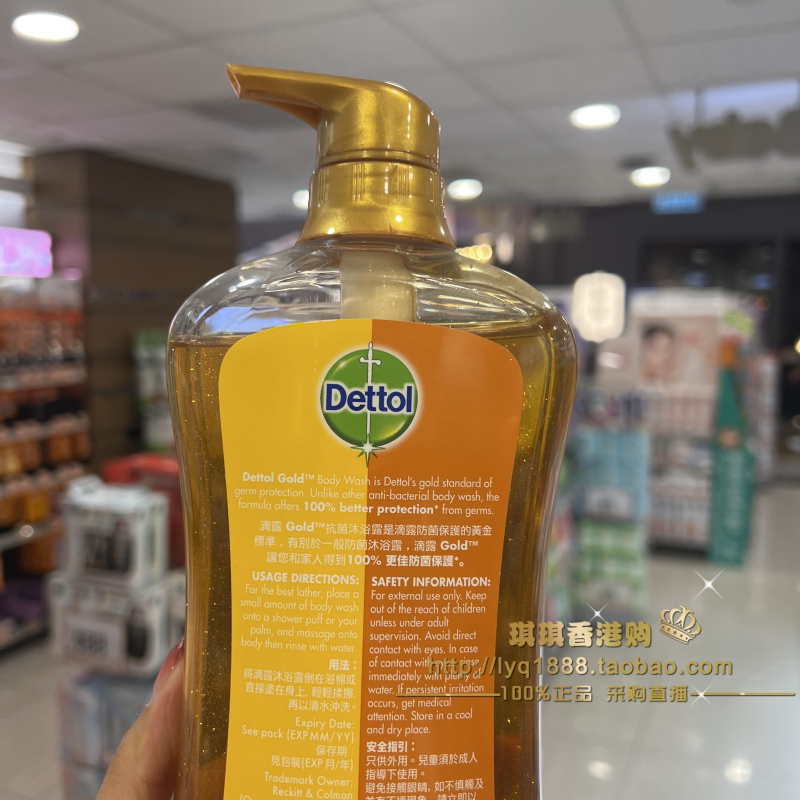 Dettol
Dettol Gold™ Body Wash is Dettol's gold standard of
germ protection. Unlike other anti-bacterial body wash, the
formula offers 100% better protection* from germs.
滴露 Gold™抗菌沐浴露是滴露防菌保護的黃金
標準，有別於一般防菌沐浴露，滴露 Gold™
讓您和家人得到100% 更佳防菌保護*。
USAGE DIRECTIONS:
For the best lather, place a
small amount of body wash
onto a shower puff or your
palm, and massage onto
body then rinse with water.
用法：
將滴露沐浴露倒在浴棉或
直接塗在身上, 輕輕揉擦,
再以清水沖洗。
Expiry Date:
See pack (EXP MM/YY)
保存期：
見包裝(EXP 月/年)
Trademark Owner:
Reckitt & Colman
SAFETY INFORMATION:
For external use only. Keep
out of the reach of children
unless under adult
supervision. Avoid direct
contact with eyes. In case
of contact with
immediately with plenty of
water. If persistent irritation
occurs, get medical
attention. Store in a cool
and dry place.
安全指引：
只供外用。兒童須於成人
指導下使用。
避免接觸眼睛, 如不慎觸及
琪琪香港购
http://lyq1888.taobao.com
100%正品 采购直播